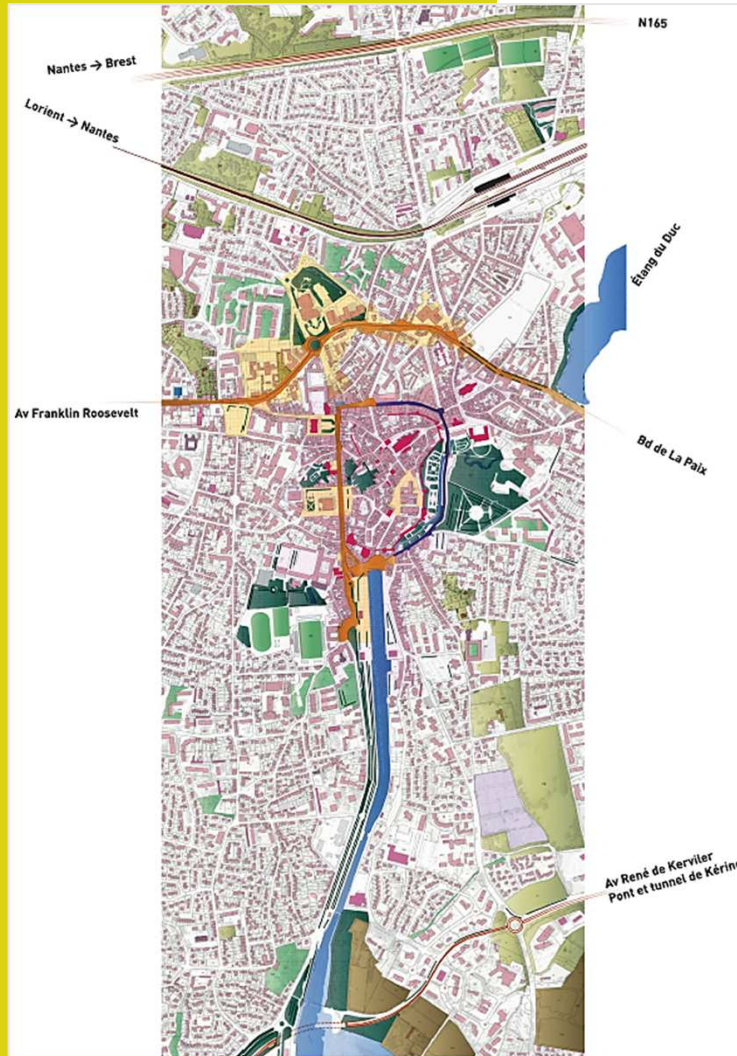 N165
Nantes → Brest
Lorient → Nantes
Étang du Duc
Av Franklin Roosevelt
Bd de La Paix
Av René de Kerviler
Pont et tunnel de Kérino